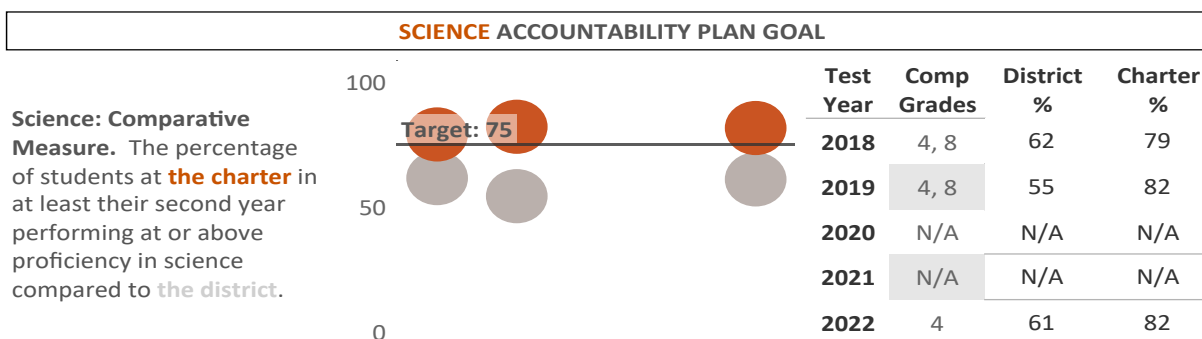 SCIENCE ACCOUNTABILITY PLAN GOAL
Science: Comparative
Measure. The percentage
of students at the charter in
at least their second year
performing at or above
proficiency in science
compared to the district.
100
Target: 75
50
0
Test Comp District Charter
Year Grades % %
2018 4, 8 62 79
2019 4, 8 55 82
2020 N/A N/A N/A
2021 N/A N/A N/A
2022 4 61 82